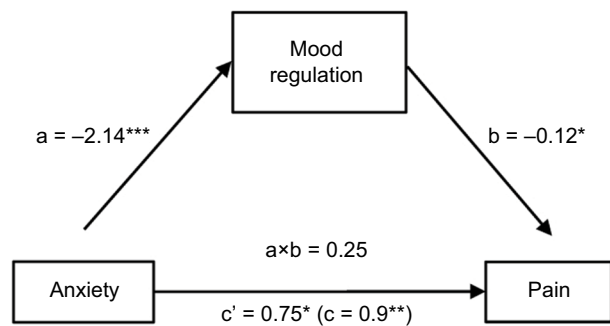 Mood
regulation
a = –2.14***
b = –0.12*
a×b = 0.25
Anxiety
Pain
c’ = 0.75* (c = 0.9**)